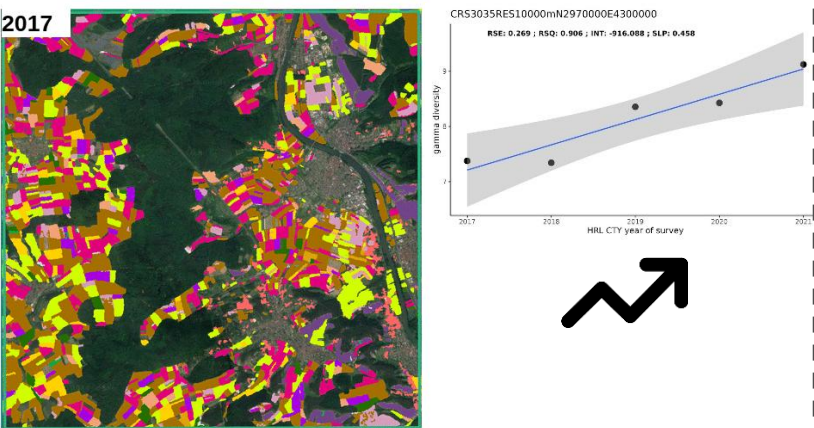 2017
CRS3035RES10000mN2970000E4300000
RSE: 0.269 ; RSQ: 0.906 ; INT: -916.088 ; SLP: 0.458
gamma diversity
9
8
7
2017 2018 2019 2020 2021
HRL CTY year of survey